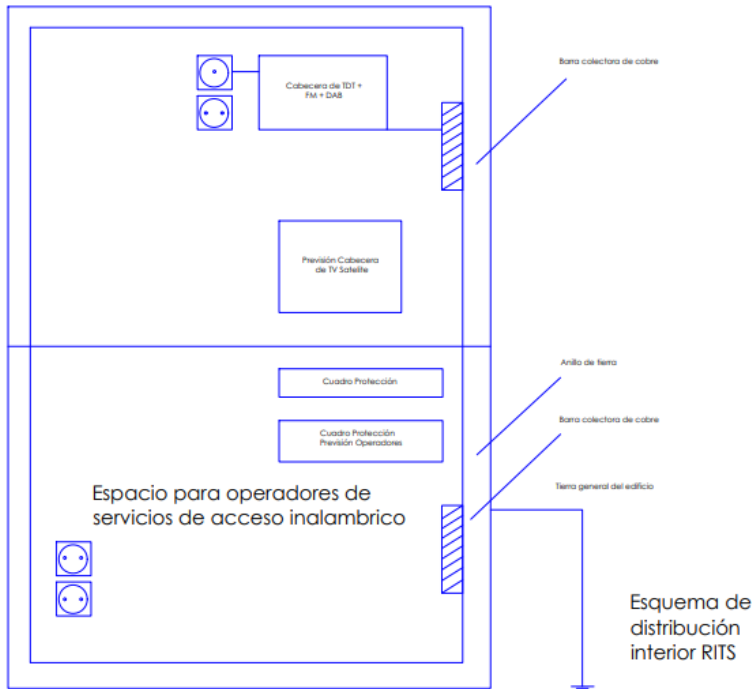 Cabecera de TDT +
FM + DAB
Barra colectora de cobre
Previsión Cabecera
de TV Satelite
Anillo de tierra
Cuadro Protección
Barra colectora de cobre
Cuadro Protección
Previsión Operadores
Tierra general del edificio
Espacio para operadores de
servicios de acceso inalambrico
Esquema de
distribución
interior RITS